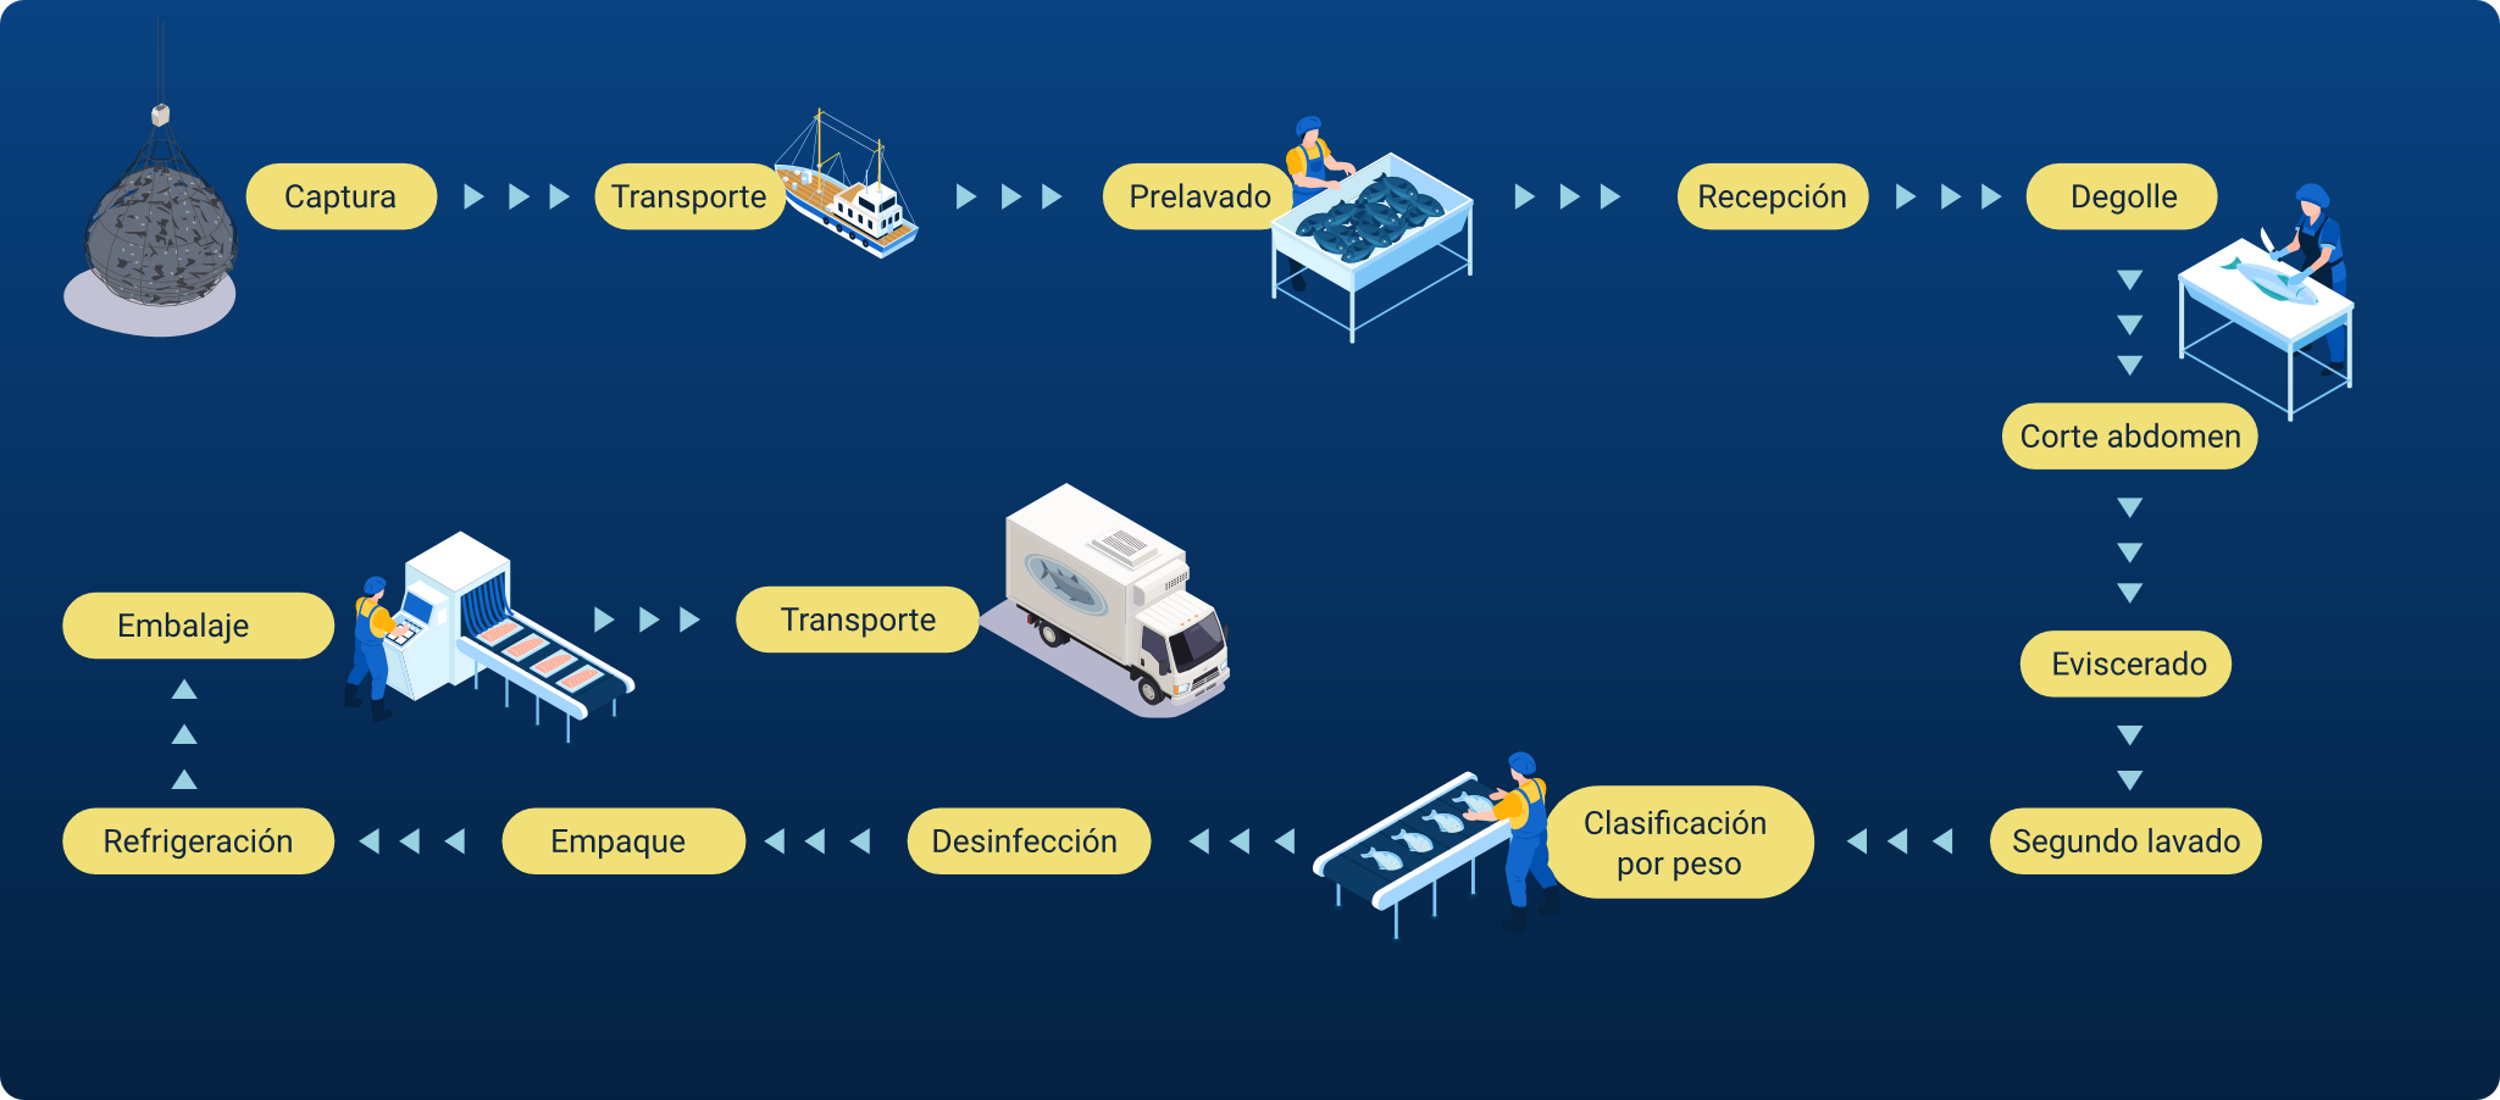 Captura
Transporte
Prelavado
Recepción
Degolle
Corte abdomen
Eviscerado
Segundo lavado
Clasificación
por peso
Desinfección
Empaque
Refrigeración
Embalaje
Transporte